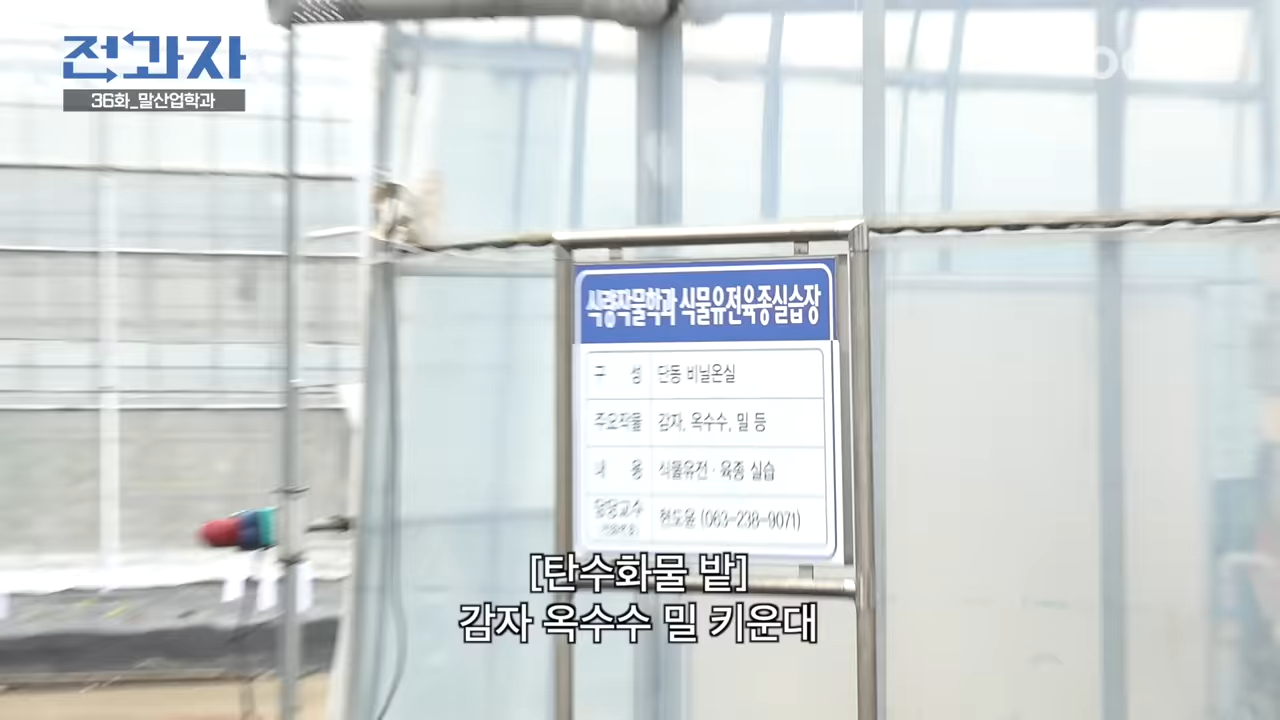 전과자
36화_말산업학과
식량작물학과 식물유전육종실습장
구 성 단동 비닐온실
주요작물 감자, 옥수수, 밀 등
내 용 식물유전·육종 실습
담당교수 현도윤 (063-238-9071)
[탄수화물 밭]
감자 옥수수 밀 키운대